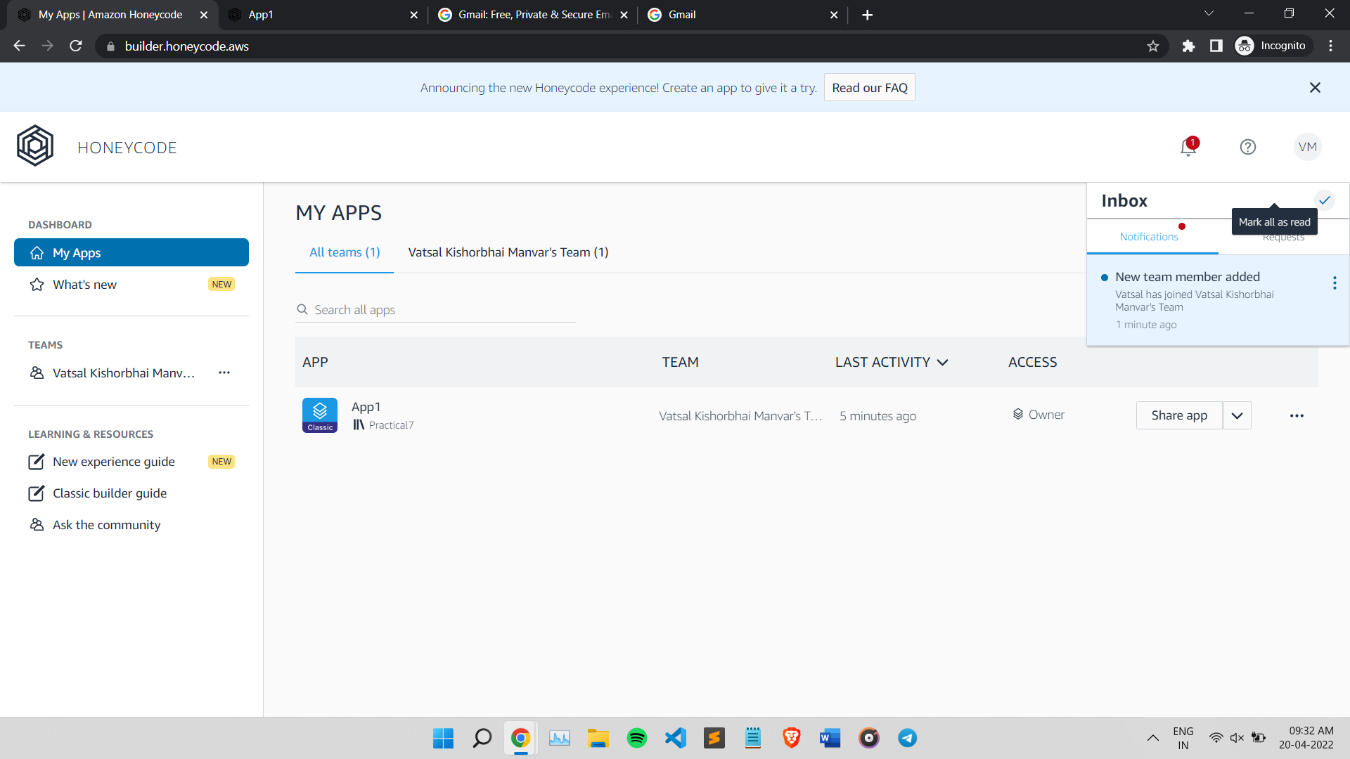 My Apps | Amazon Honeycode
App1
Gmail: Free, Private & Secure Em
Gmail
builder.honeycode.aws
Incognito
Announcing the new Honeycode experience! Create an app to give it a try.
Read our FAQ
HONEYCODE
1
VM
DASHBOARD
My Apps
What's new
NEW
TEAMS
Vatsal Kishorbhai Manv...
LEARNING & RESOURCES
New experience guide
NEW
Classic builder guide
Ask the community
MY APPS
All teams (1)
Vatsal Kishorbhai Manvar's Team (1)
Search all apps
APP
TEAM
LAST ACTIVITY
ACCESS
Classic
App1
Practical7
Vatsal Kishorbhai Manvar's T...
5 minutes ago
Owner
Share app
Inbox
Mark all as read
Notifications
Requests
New team member added
Vatsal has joined Vatsal Kishorbhai
Manvar's Team
1 minute ago
ENG
IN
09:32 AM
20-04-2022